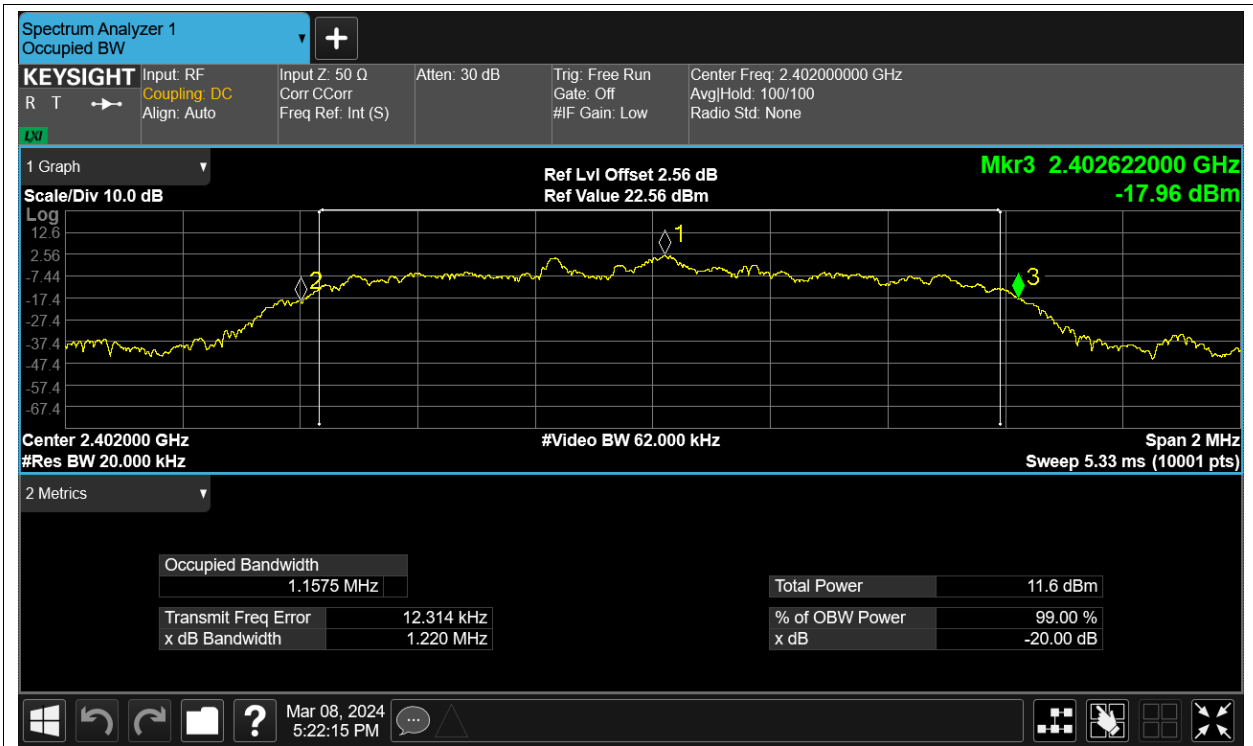 Spectrum Analyzer 1
Occupied BW
KEYSIGHT
R T
LXI
Input: RF
Coupling: DC
Align: Auto
Input Z: 50 Ω
Corr CCorr
Freq Ref: Int (S)
Atten: 30 dB
Trig: Free Run
Gate: Off
#IF Gain: Low
Center Freq: 2.402000000 GHz
Avg|Hold: 100/100
Radio Std: None
1 Graph
Scale/Div 10.0 dB
Ref Lvl Offset 2.56 dB
Ref Value 22.56 dBm
Mkr3 2.402622000 GHz
-17.96 dBm
Log
12.6
2.56
-7.44
-17.4
-27.4
-37.4
-47.4
-57.4
-67.4
1
2
3
Center 2.402000 GHz
#Video BW 62.000 kHz
Span 2 MHz
#Res BW 20.000 kHz
Sweep 5.33 ms (10001 pts)
2 Metrics
Occupied Bandwidth
1.1575 MHz
Total Power 11.6 dBm
Transmit Freq Error 12.314 kHz
% of OBW Power 99.00 %
x dB Bandwidth 1.220 MHz
x dB -20.00 dB
?
Mar 08, 2024
5:22:15 PM